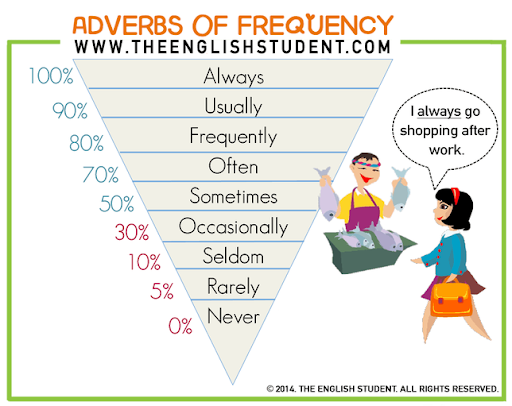 ADVERBS OF FREQUENCY
WWW.THEENGLISHSTUDENT.COM
100% Always
90% Usually
80% Frequently
70% Often
50% Sometimes
30% Occasionally
10% Seldom
5% Rarely
0% Never
I always go
shopping after
work.
© 2014. THE ENGLISH STUDENT. ALL RIGHTS RESERVED.